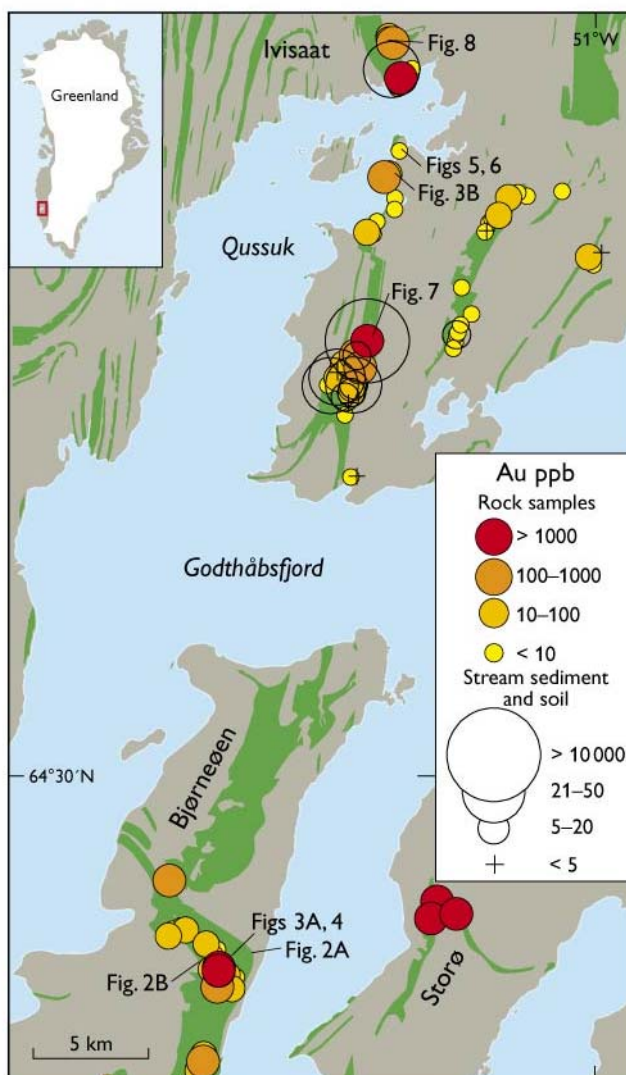 Greenland
Ivisaat
Fig. 8
51°W
Figs 5, 6
Fig. 3B
Qussuk
Fig. 7
Godthåbsfjord
Au ppb
Rock samples
> 1000
100–1000
10–100
< 10
Stream sediment
and soil
> 10 000
21–50
5–20
< 5
64°30´N
Bjørneøen
Figs 3A, 4
Fig. 2A
Fig. 2B
Storø
5 km